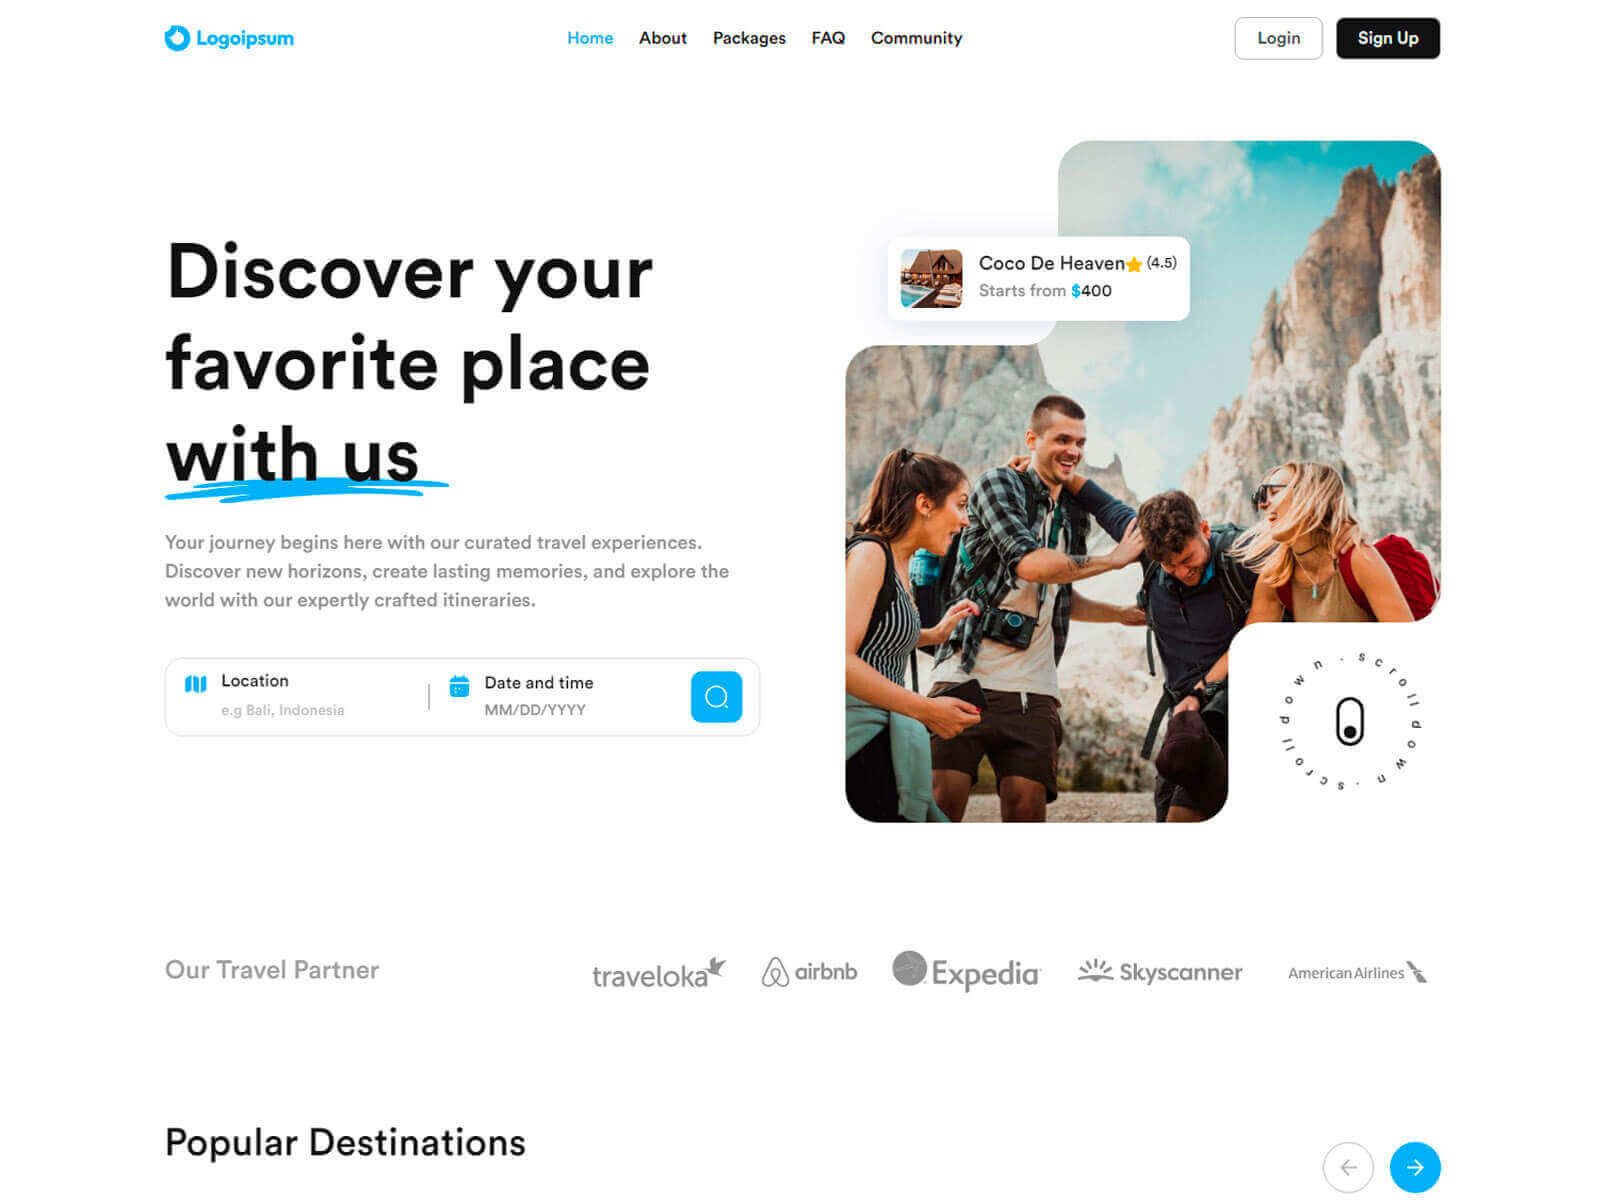 Logoipsum
Home About Packages FAQ Community
Login Sign Up
Discover your
favorite place
with us
Your journey begins here with our curated travel experiences.
Discover new horizons, create lasting memories, and explore the
world with our expertly crafted itineraries.
Location
e.g Bali, Indonesia
Date and time
MM/DD/YYYY
Coco De Heaven (4.5)
Starts from $400
scroll down . scroll down .
Our Travel Partner
traveloka airbnb Expedia Skyscanner American Airlines
Popular Destinations